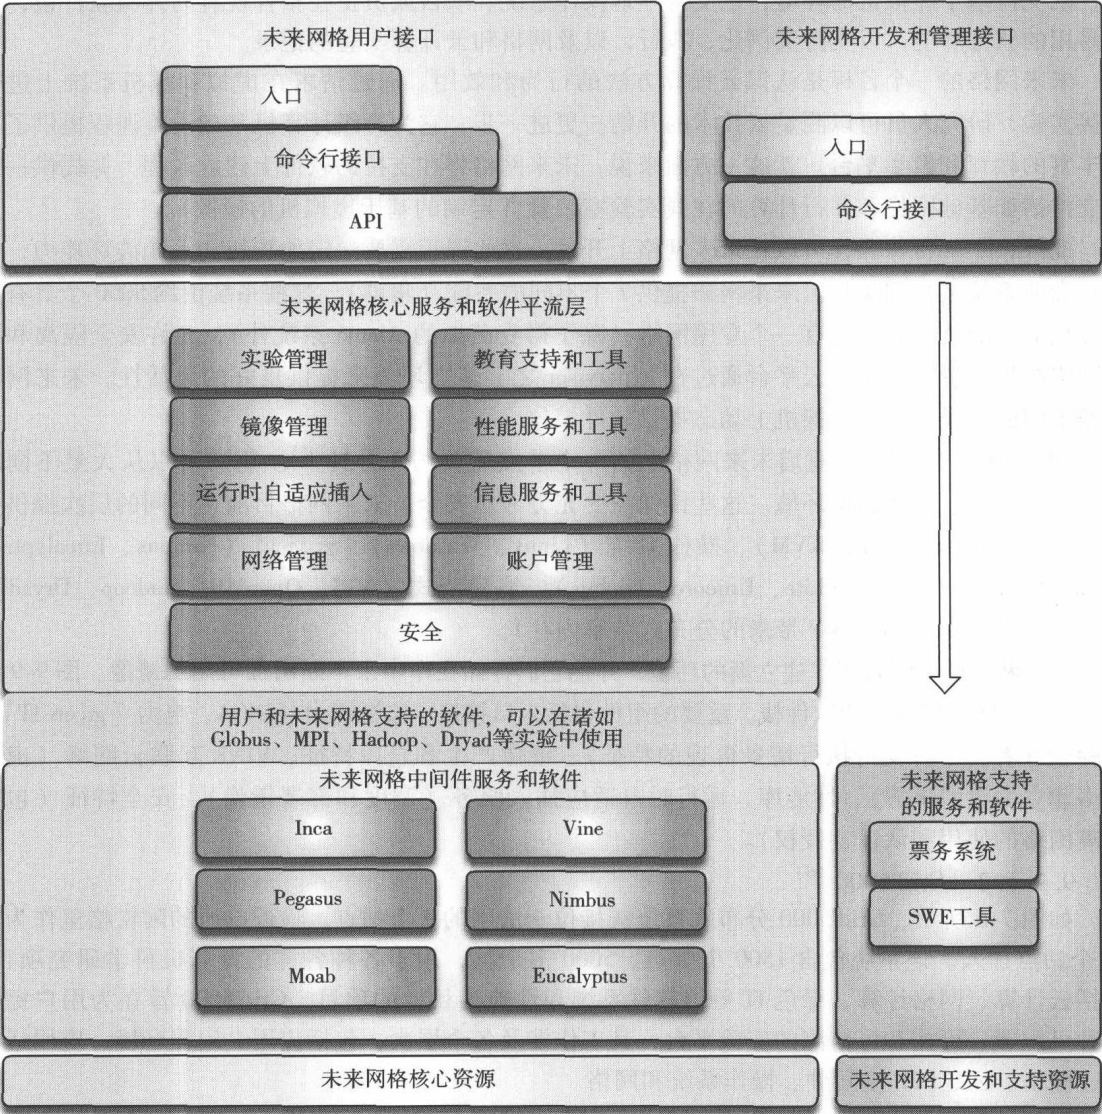 未来网格用户接口
入口
命令行接口
API
未来网格开发和管理接口
入口
命令行接口
未来网格核心服务和软件平流层
实验管理
教育支持和工具
镜像管理
性能服务和工具
运行时自适应插入
信息服务和工具
网络管理
账户管理
安全
用户和未来网格支持的软件，可以在诸如
Globus、MPI、Hadoop、Dryad等实验中使用
未来网格中间件服务和软件
Inca
Vine
Pegasus
Nimbus
Moab
Eucalyptus
未来网格支持
的服务和软件
票务系统
SWE工具
未来网格核心资源
未来网格开发和支持资源